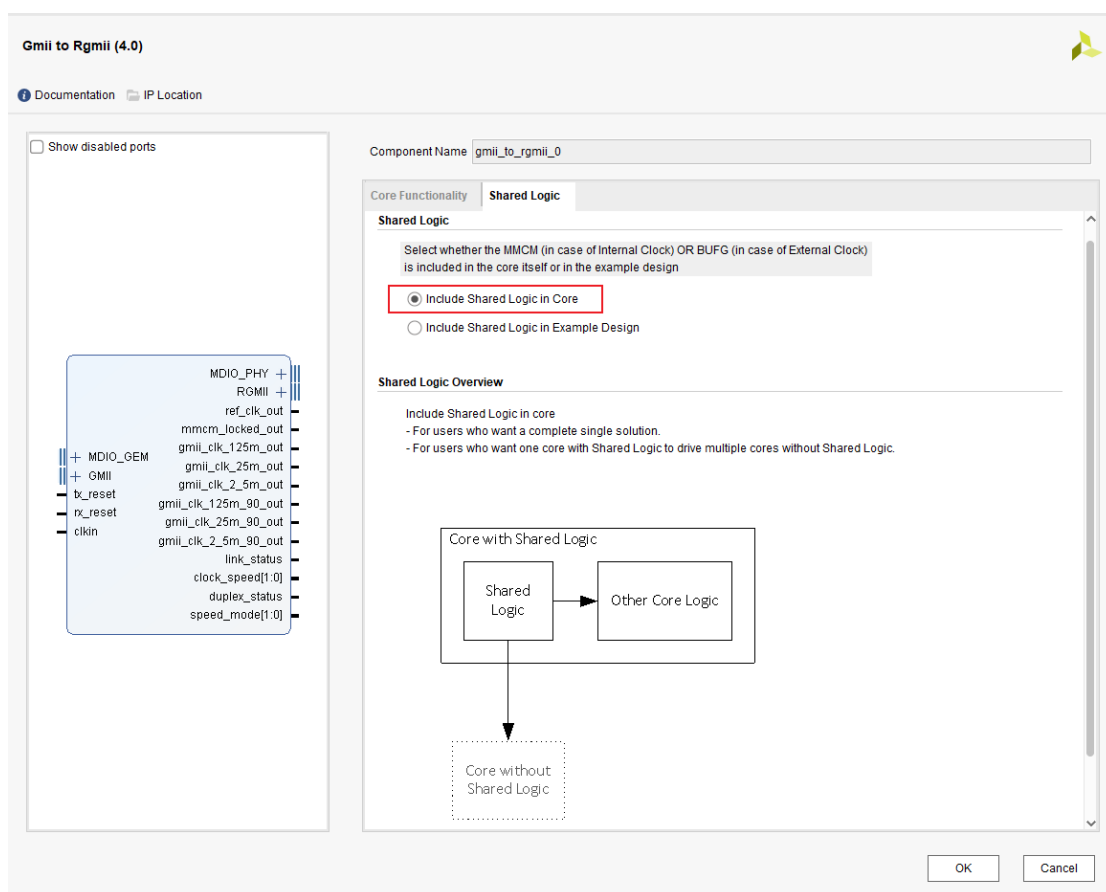 Gmii to Rgmii (4.0)
Documentation IP Location
Show disabled ports
MDIO_PHY
RGMII
ref_clk_out
mmcm_locked_out
gmii_clk_125m_out
gmii_clk_25m_out
gmii_clk_2_5m_out
gmii_clk_125m_90_out
gmii_clk_25m_90_out
gmii_clk_2_5m_90_out
link_status
clock_speed[1:0]
duplex_status
speed_mode[1:0]
MDIO_GEM
GMII
tx_reset
rx_reset
clkin
Component Name gmii_to_rgmii_0
Core Functionality Shared Logic
Shared Logic
Select whether the MMCM (in case of Internal Clock) OR BUFG (in case of External Clock)
is included in the core itself or in the example design
Include Shared Logic in Core
Include Shared Logic in Example Design
Shared Logic Overview
Include Shared Logic in core
- For users who want a complete single solution.
- For users who want one core with Shared Logic to drive multiple cores without Shared Logic.
Core with Shared Logic
Shared
Logic
Other Core Logic
Core without
Shared Logic
OK Cancel